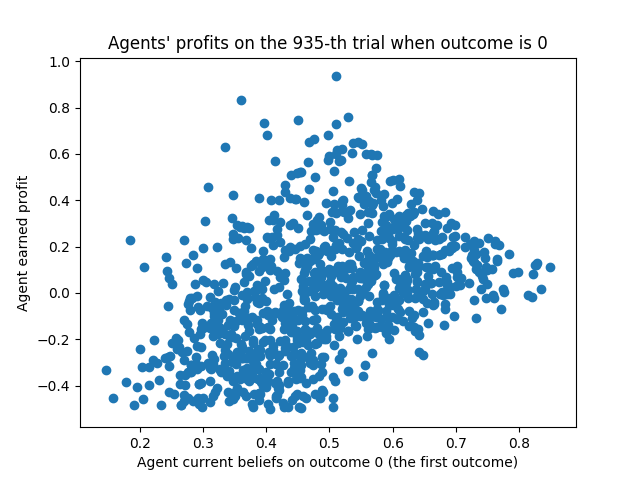 Agents' profits on the 935-th trial when outcome is 0
1.0
0.8
0.6
0.4
0.2
0.0
−0.2
−0.4
Agent earned profit
0.2 0.3 0.4 0.5 0.6 0.7 0.8
Agent current beliefs on outcome 0 (the first outcome)